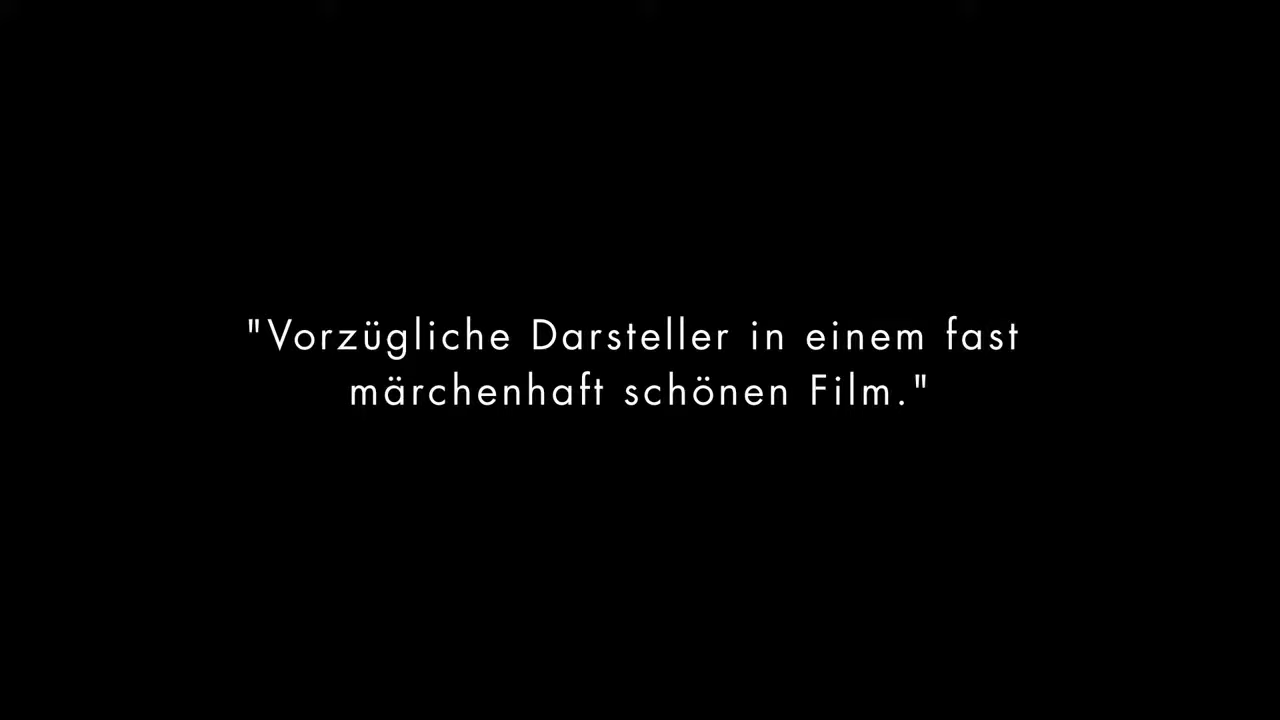 "Vorzügliche Darsteller in einem fast
märchenhaft schönen Film."